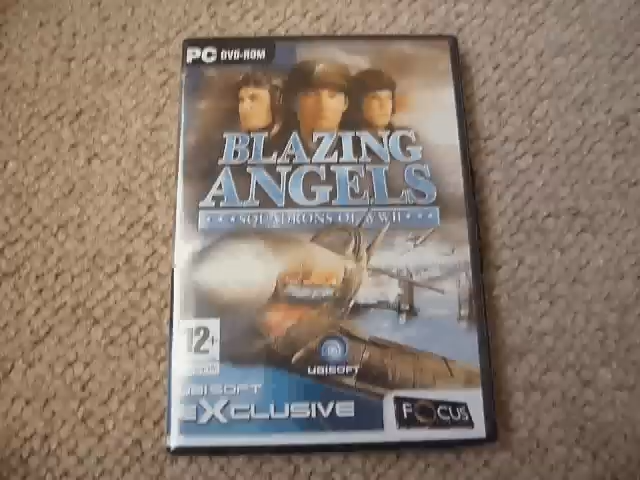 PC DVD-ROM
BLAZING
ANGELS
SQUADRONS OF WWII
12+
UBISOFT
UBISOFT
eXCLUSIVE
FOCUS